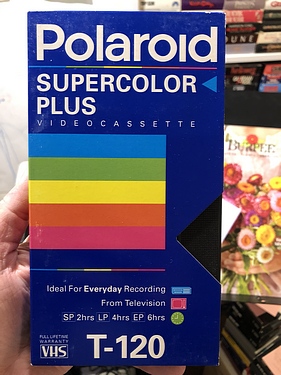 Polaroid
SUPERCOLOR
PLUS
VIDEOCASSETTE
BURPEE
Ideal For Everyday Recording
From Television
SP 2hrs LP 4hrs EP 6hrs
FULL LIFETIME
WARRANTY
VHS
T-120